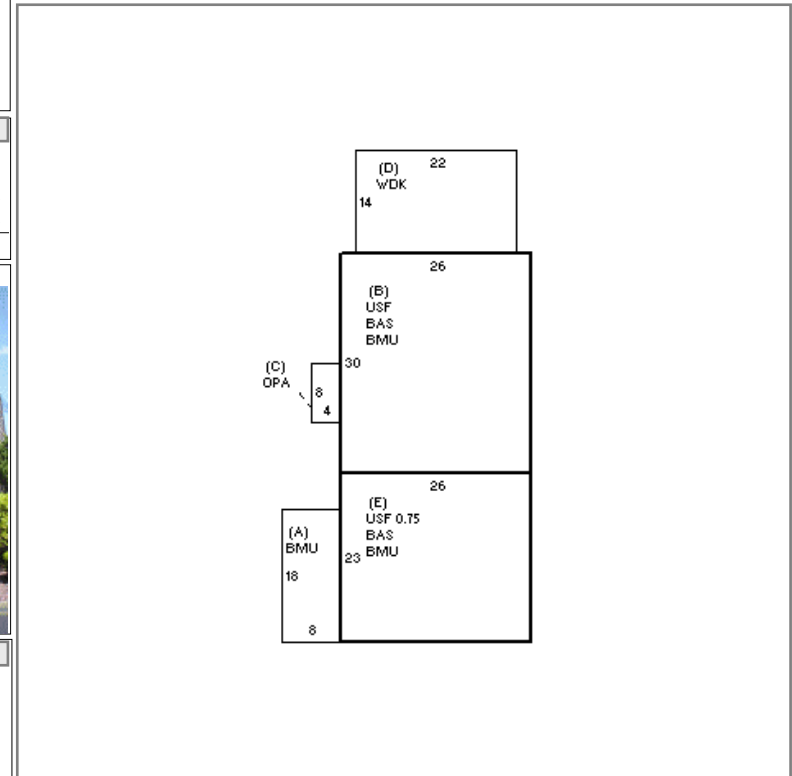 22
(D)
WDK
14
26
(B)
USF
BAS
BMU
30
(C)
OPA
8
4
26
(E)
USF 0.75
BAS
BMU
23
(A)
BMU
18
8